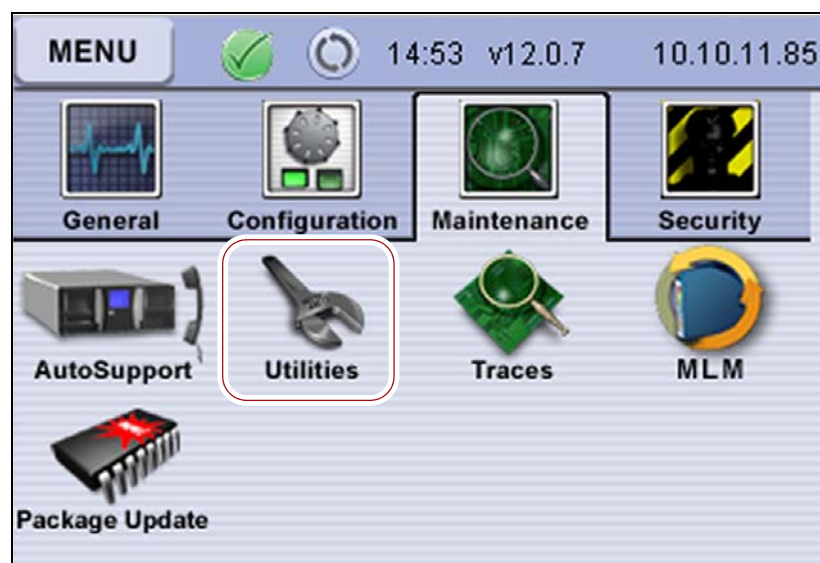 MENU 14:53 v12.0.7 10.10.11.85
General Configuration Maintenance Security
AutoSupport Utilities Traces MLM
Package Update